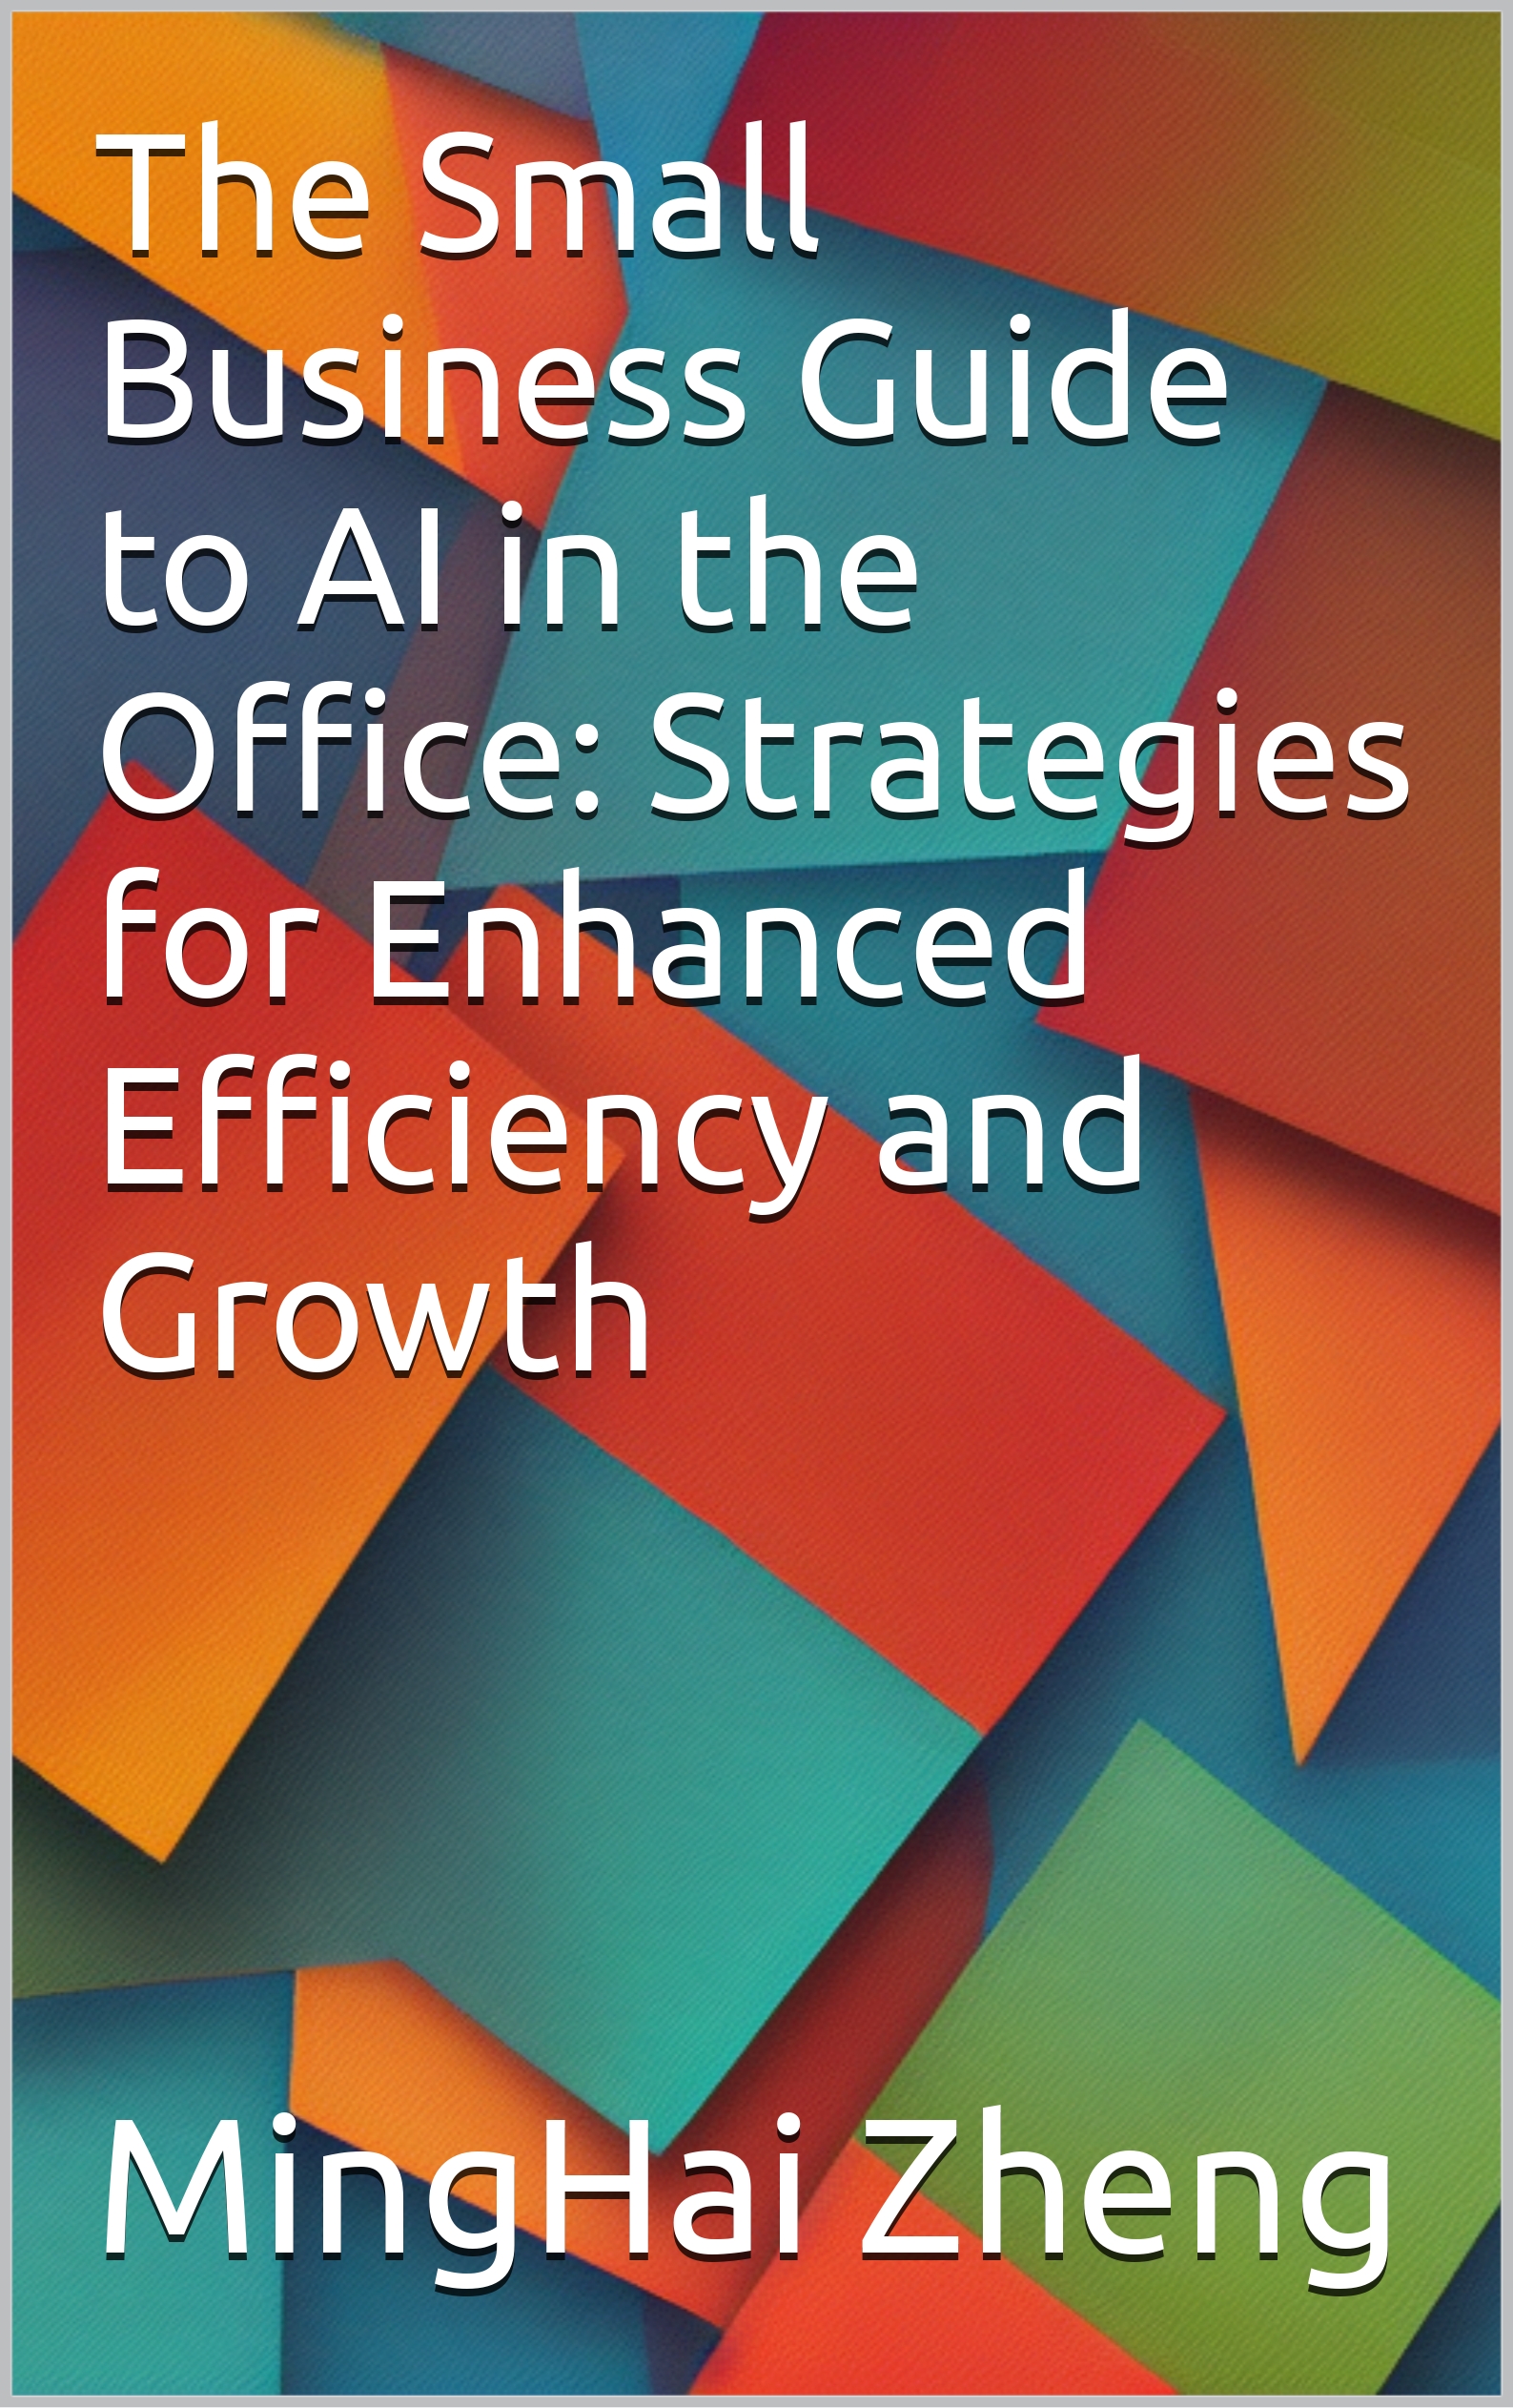 The Small
Business Guide
to AI in the
Office: Strategies
for Enhanced
Efficiency and
Growth
MingHai Zheng